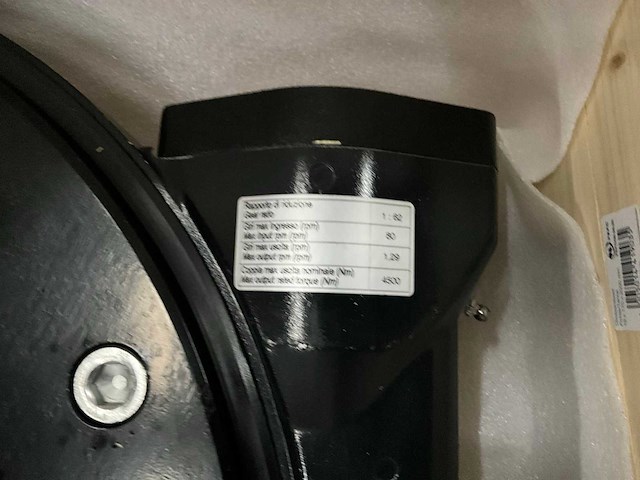 Rapporto di riduzione
Gear ratio 1 : 62
Giri max ingresso (rpm)
Max input rpm (rpm) 80
Giri max uscita (rpm)
Max output rpm (rpm) 1.29
Coppia max uscita nominale (Nm)
Max output rated torque (Nm) 4500